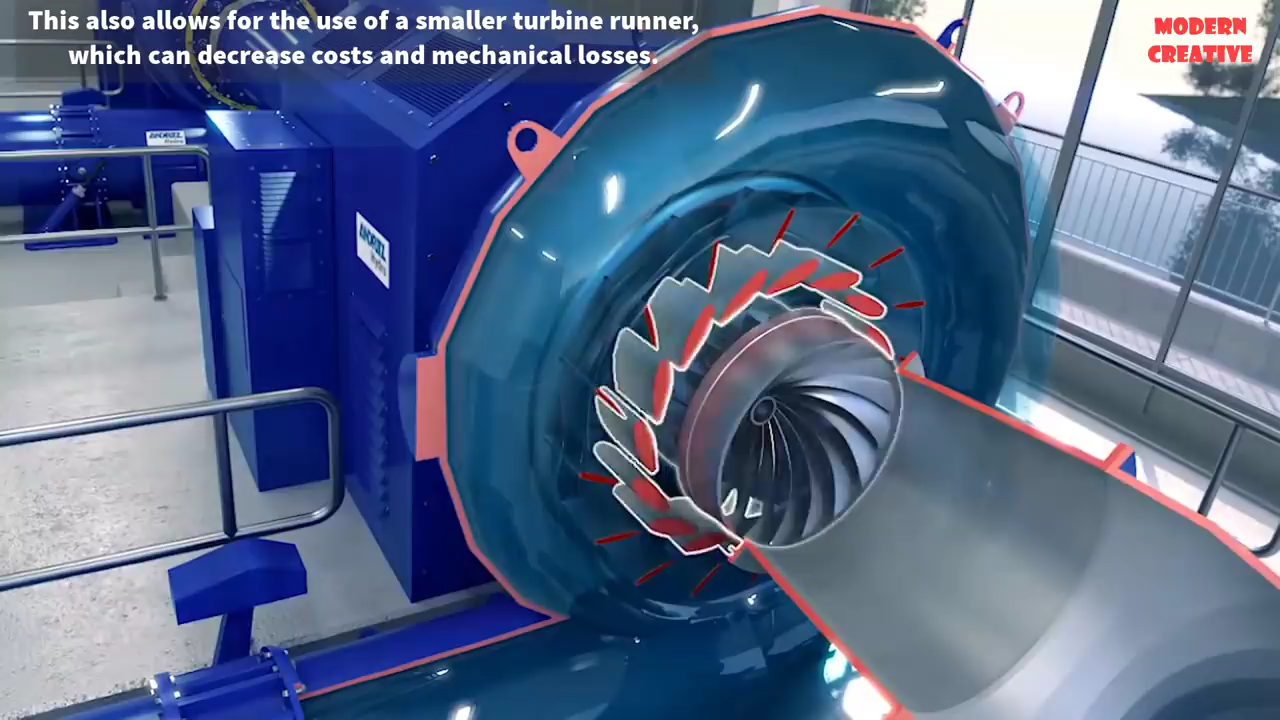 This also allows for the use of a smaller turbine runner,
which can decrease costs and mechanical losses.
MODERN
CREATIVE
ANDRITZ
Hydro
ANDRITZ
Hydro